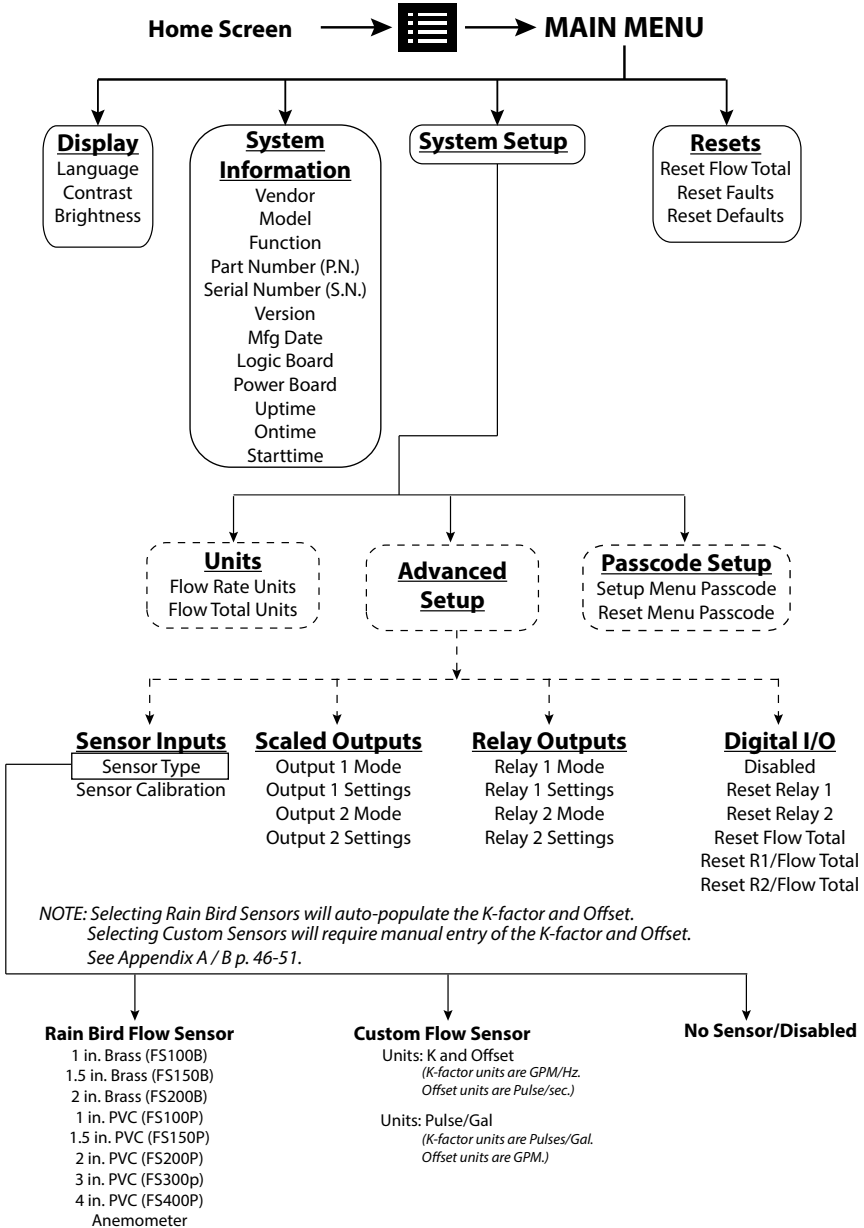 Home Screen
MAIN MENU
Display
Language
Contrast
Brightness
System
Information
Vendor
Model
Function
Part Number (P.N.)
Serial Number (S.N.)
Version
Mfg Date
Logic Board
Power Board
Uptime
Ontime
Starttime
System Setup
Resets
Reset Flow Total
Reset Faults
Reset Defaults
Units
Flow Rate Units
Flow Total Units
Advanced
Setup
Passcode Setup
Setup Menu Passcode
Reset Menu Passcode
Sensor Inputs
Sensor Type
Sensor Calibration
Scaled Outputs
Output 1 Mode
Output 1 Settings
Output 2 Mode
Output 2 Settings
Relay Outputs
Relay 1 Mode
Relay 1 Settings
Relay 2 Mode
Relay 2 Settings
Digital I/O
Disabled
Reset Relay 1
Reset Relay 2
Reset Flow Total
Reset R1/Flow Total
Reset R2/Flow Total
NOTE: Selecting Rain Bird Sensors will auto-populate the K-factor and Offset.
Selecting Custom Sensors will require manual entry of the K-factor and Offset.
See Appendix A / B p. 46-51.
Rain Bird Flow Sensor
1 in. Brass (FS100B)
1.5 in. Brass (FS150B)
2 in. Brass (FS200B)
1 in. PVC (FS100P)
1.5 in. PVC (FS150P)
2 in. PVC (FS200P)
3 in. PVC (FS300p)
4 in. PVC (FS400P)
Anemometer
Custom Flow Sensor
Units: K and Offset
(K-factor units are GPM/Hz.
Offset units are Pulse/sec.)
Units: Pulse/Gal
(K-factor units are Pulses/Gal.
Offset units are GPM.)
No Sensor/Disabled